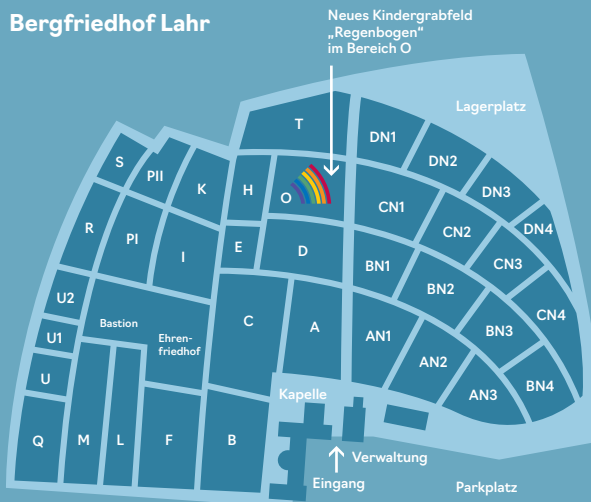 Bergfriedhof Lahr
Neues Kindergrabfeld
„Regenbogen“
im Bereich O
Lagerplatz
T
DN1
DN2
DN3
DN4
S
PII
K
H
O
CN1
CN2
CN3
CN4
R
PI
I
E
D
BN1
BN2
BN3
BN4
U2
U1
U
Bastion
Ehren-
friedhof
C
A
AN1
AN2
AN3
Kapelle
Q
M
L
F
B
Verwaltung
Eingang
Parkplatz